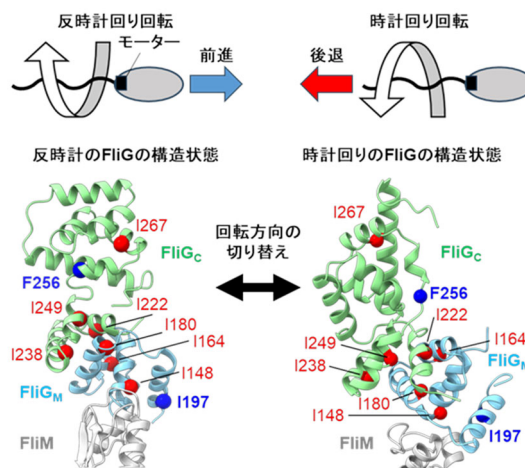 反時計回り回転
モーター
前進
時計回り回転
後退
反時計のFliGの構造状態
時計回りのFliGの構造状態
I267
FliGC
F256
I249
I222
I180
I238
I164
FliGM
I148
I197
FliM
回転方向の
切り替え
I267
FliGC
F256
I222
I249
I164
I238
FliGM
I180
I148
I197
FliM